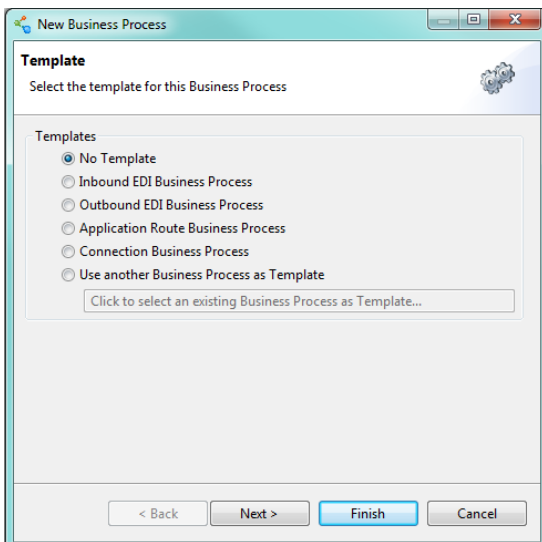 New Business Process
Template
Select the template for this Business Process
Templates
No Template
Inbound EDI Business Process
Outbound EDI Business Process
Application Route Business Process
Connection Business Process
Use another Business Process as Template
Click to select an existing Business Process as Template...
< Back Next > Finish Cancel